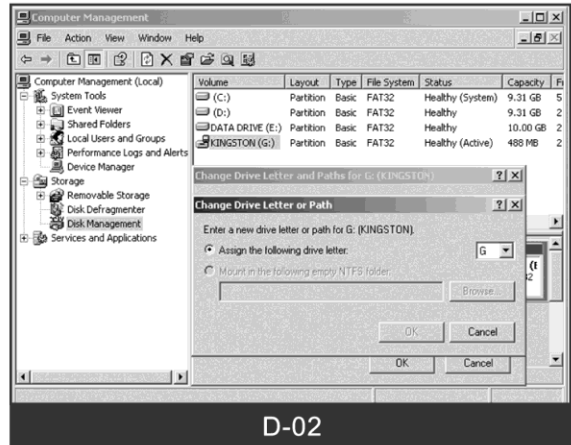 Computer Management
File Action View Window Help
Computer Management (Local)
System Tools
Event Viewer
Shared Folders
Local Users and Groups
Performance Logs and Alerts
Device Manager
Storage
Removable Storage
Disk Defragmenter
Disk Management
Services and Applications
Volume Layout Type File System Status Capacity
(C:) Partition Basic FAT32 Healthy (System) 9.31 GB 5
(D:) Partition Basic FAT32 Healthy 9.31 GB 2
DATA DRIVE (E:) Partition Basic FAT32 Healthy 10.00 GB 2
KINGSTON (G:) Partition Basic FAT32 Healthy (Active) 488 MB 2
Change Drive Letter and Paths for G: (KINGSTON)
Change Drive Letter or Path
Enter a new drive letter or path for G: (KINGSTON).
Assign the following drive letter: G
Mount in the following empty NTFS folder:
Browse...
OK Cancel
OK Cancel
D-02